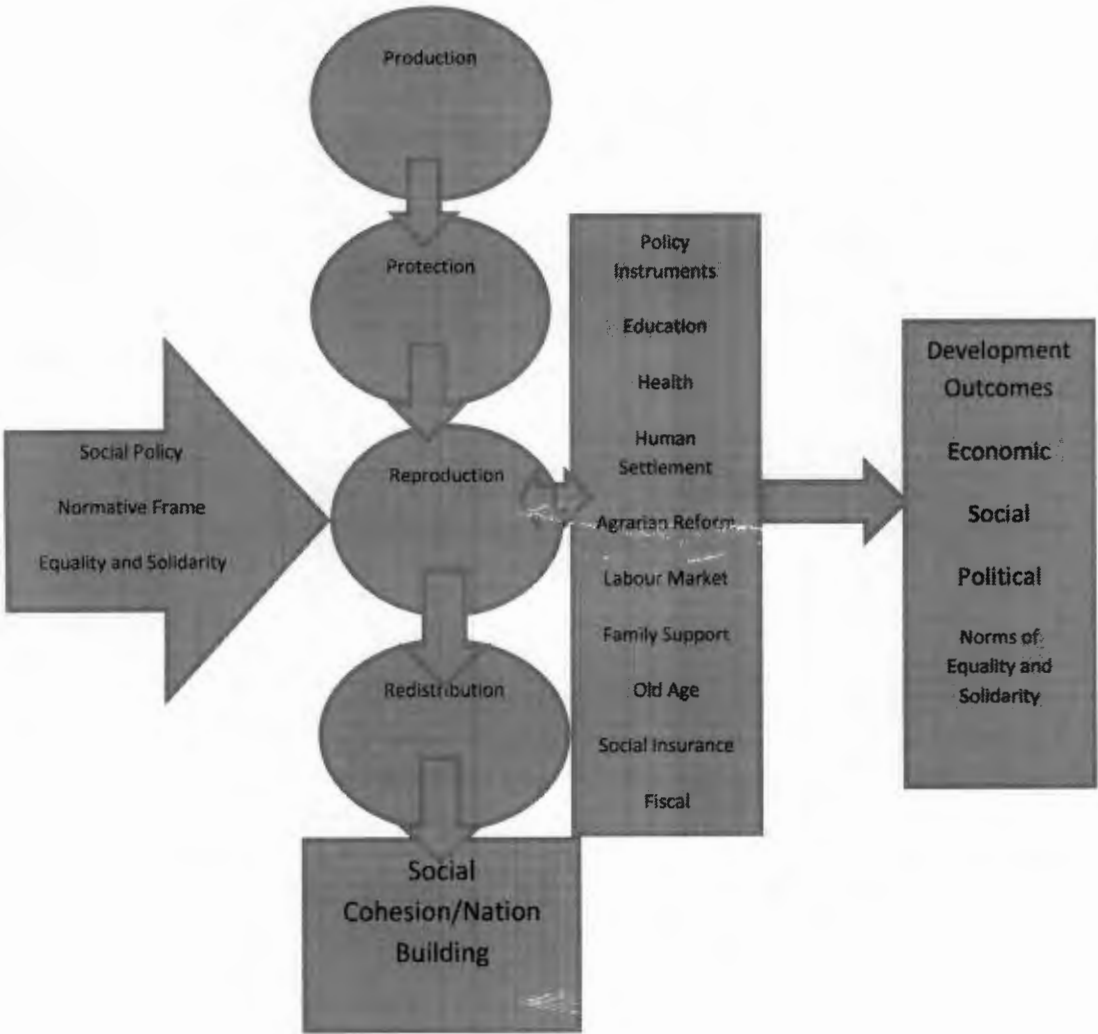 Production
Protection
Social Policy
Normative Frame
Equality and Solidarity
Reproduction
Redistribution
Social
Cohesion/Nation
Building
Policy
Instruments
Education
Health
Human
Settlement
Agrarian Reform
Labour Market
Family Support
Old Age
Social Insurance
Fiscal
Development
Outcomes
Economic
Social
Political
Norms of
Equality and
Solidarity